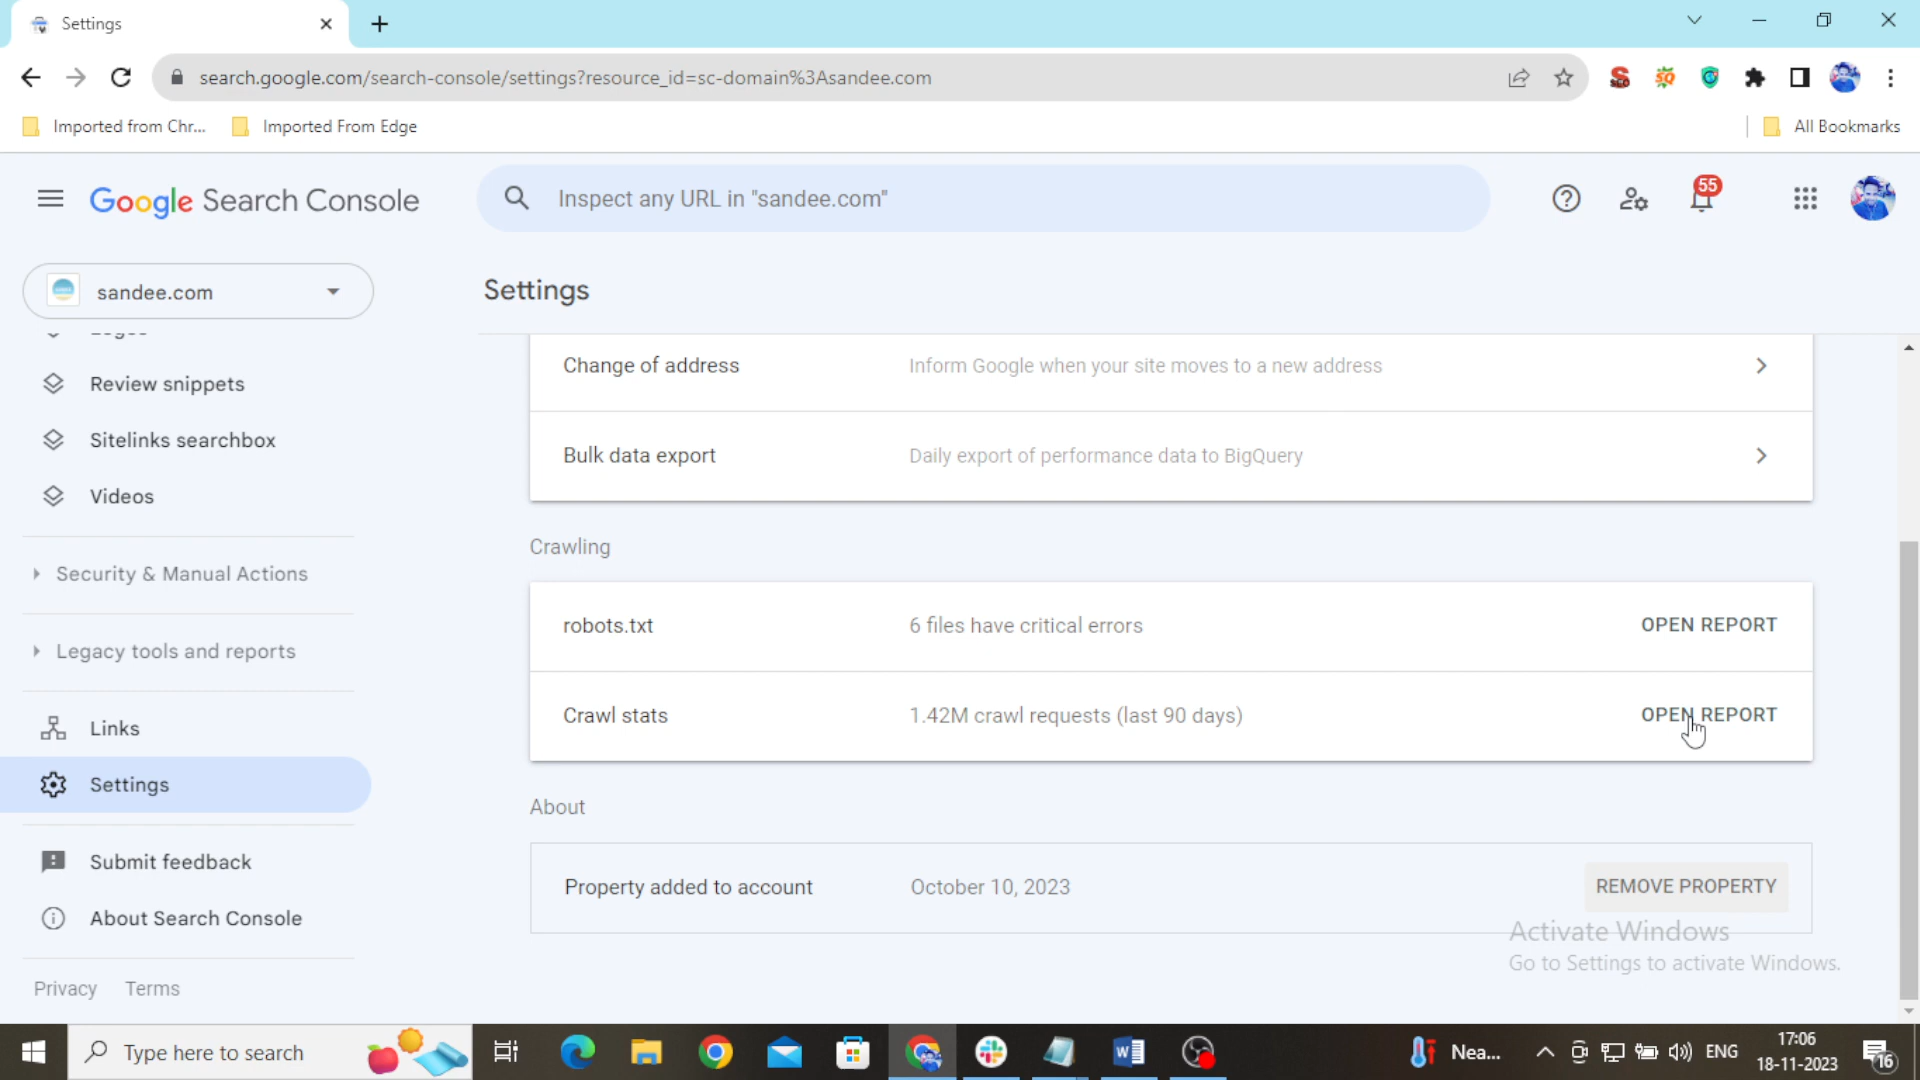 Settings
search.google.com/search-console/settings?resource_id=sc-domain%3Asandee.com
SEO
SQ
Imported from Chr...
Imported From Edge
All Bookmarks
Google Search Console
Inspect any URL in "sandee.com"
55
sandee.com
Settings
Review snippets
Sitelinks searchbox
Videos
Security & Manual Actions
Legacy tools and reports
Links
Settings
Submit feedback
About Search Console
Privacy
Terms
Change of address
Inform Google when your site moves to a new address
Bulk data export
Daily export of performance data to BigQuery
Crawling
robots.txt
6 files have critical errors
OPEN REPORT
Crawl stats
1.42M crawl requests (last 90 days)
OPEN REPORT
About
Property added to account
October 10, 2023
REMOVE PROPERTY
Activate Windows
Go to Settings to activate Windows.
Type here to search
Nea...
ENG
17:06
18-11-2023
16